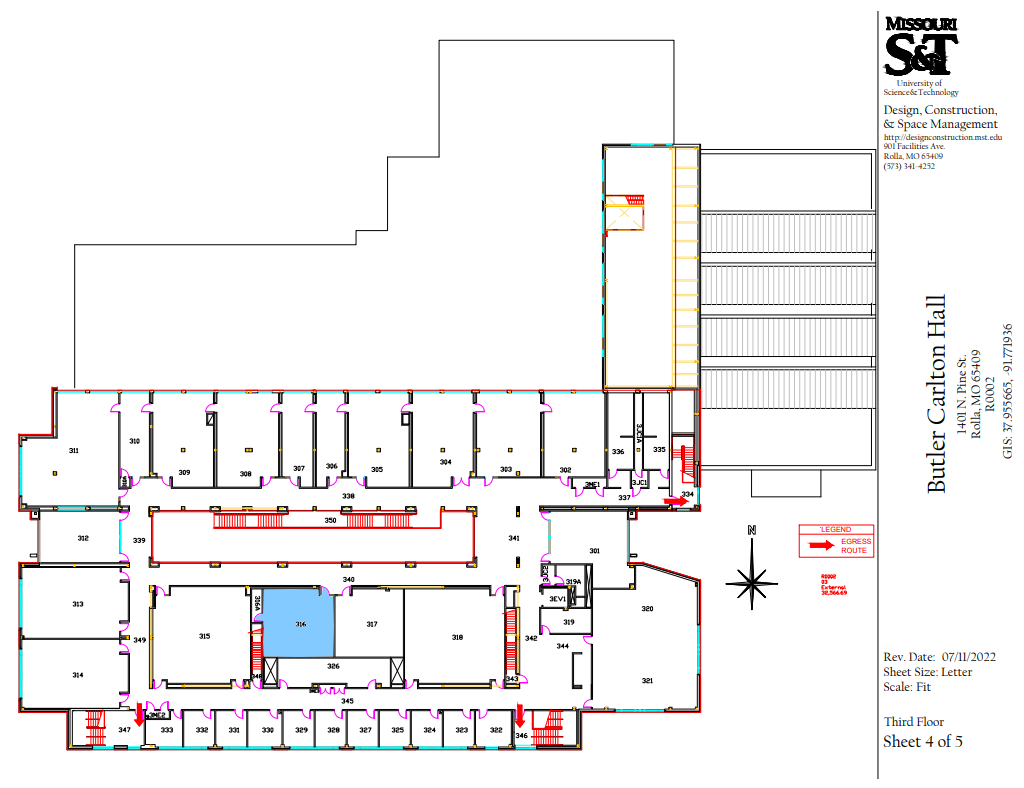 MISSOURI
S&T
University of
Science&Technology
Design, Construction,
& Space Management
http://designconstruction.mst.edu
901 Facilities Ave.
Rolla, MO 65409
(573) 341-4252
Butler Carlton Hall
1401 N. Pine St.
Rolla, MO 65409
R0002
GIS: 37.955665, -91.771936
311
310
309
308
307
306
305
304
303
302
336
3JC1A
335
310A
338
3ME1
3JC1
337
334
350
312
339
341
301
340
3JC2
319A
3EV1
313
349
315
316A
316
317
318
342
319
344
320
314
348
326
343
321
345
347
3ME2
333
332
331
330
329
328
327
325
324
323
322
346
N
'LEGEND
EGRESS
ROUTE
R0002
03
External
32,566.69
Rev. Date: 07/11/2022
Sheet Size: Letter
Scale: Fit
Third Floor
Sheet 4 of 5